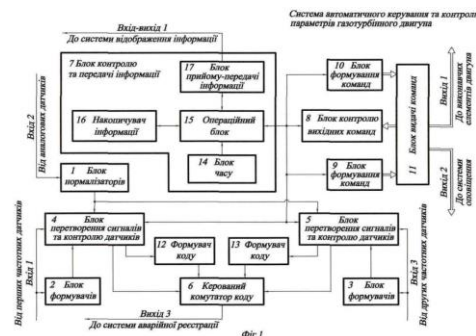 Система автоматичного керування та контролю
параметрів газотурбінного двигуна
Вхід-вихід 1
До системи відображення інформації
7 Блок контролю
та передачі інформації
17 Блок
прийому-передачі
інформації
16 Накопичувач
інформації
15 Операційний
блок
14 Блок
часу
10 Блок
формування
команд
8 Блок контролю
вихідних команд
9 Блок
формування
команд
Блок видачі команд
11
Вихід 1
До виконавчих
елементів двигуна
Вихід 2
До системи
оповіщення
Вхід 2
Від аналогових датчиків
1 Блок
нормалізаторів
4 Блок
перетворення сигналів
та контролю датчиків
5 Блок
перетворення сигналів
та контролю датчиків
12 Формувач
коду
13 Формувач
коду
2 Блок
формувачів
6 Керований
комутатор коду
3 Блок
формувачів
Вхід 1
Від перших частотних датчиків
Вхід 3
Від других частотних датчиків
Вихід 3
До системи аварійної реєстрації
Фіг.1